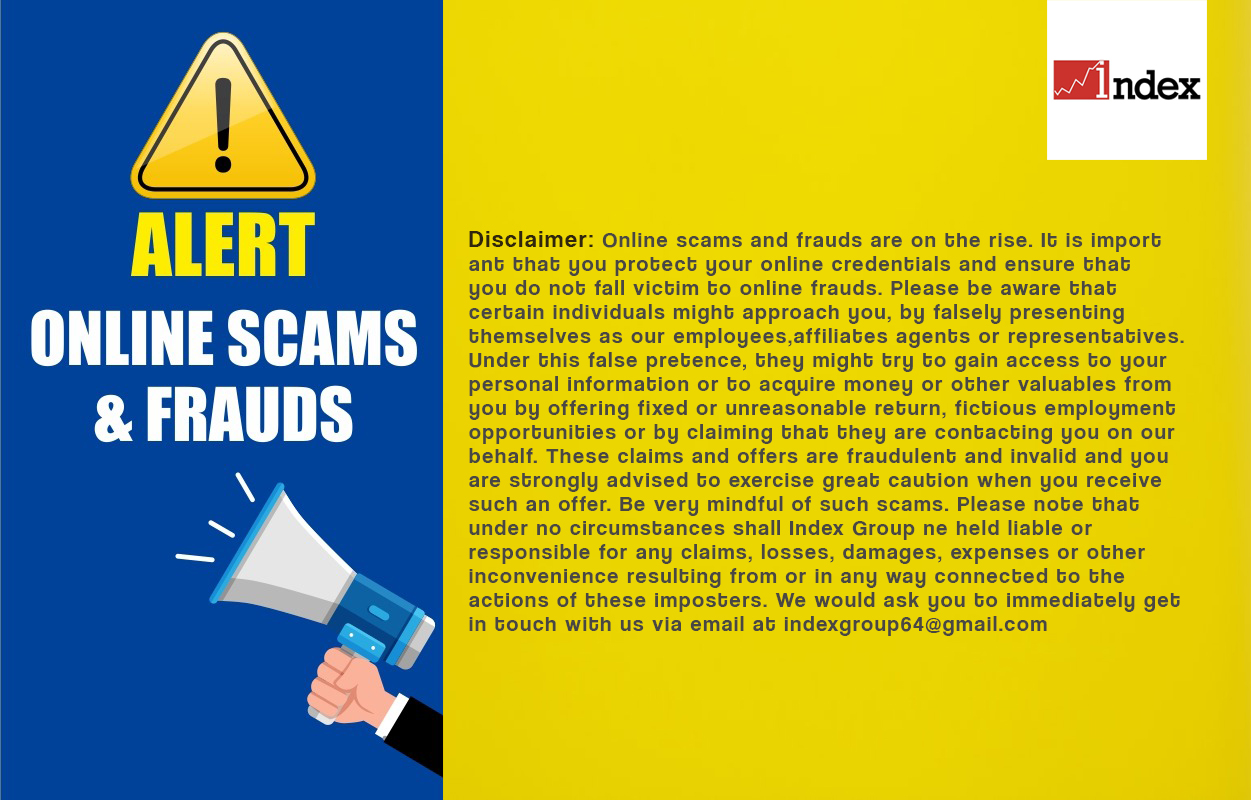 ALERT
ONLINE SCAMS
& FRAUDS
index
Disclaimer: Online scams and frauds are on the rise. It is import
ant that you protect your online credentials and ensure that
you do not fall victim to online frauds. Please be aware that
certain individuals might approach you, by falsely presenting
themselves as our employees,affiliates agents or representatives.
Under this false pretence, they might try to gain access to your
personal information or to acquire money or other valuables from
you by offering fixed or unreasonable return, fictious employment
opportunities or by claiming that they are contacting you on our
behalf. These claims and offers are fraudulent and invalid and you
are strongly advised to exercise great caution when you receive
such an offer. Be very mindful of such scams. Please note that
under no circumstances shall Index Group ne held liable or
responsible for any claims, losses, damages, expenses or other
inconvenience resulting from or in any way connected to the
actions of these imposters. We would ask you to immediately get
in touch with us via email at indexgroup64@gmail.com